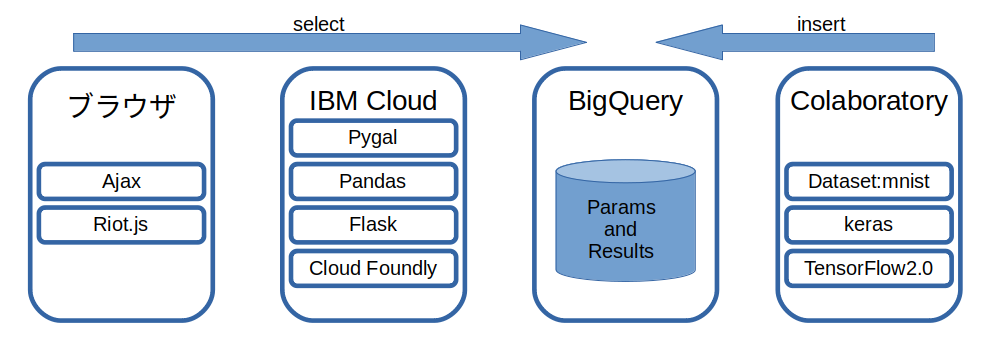 select
insert
ブラウザ
Ajax
Riot.js
IBM Cloud
Pygal
Pandas
Flask
Cloud Foundly
BigQuery
Params
and
Results
Colaboratory
Dataset:mnist
keras
TensorFlow2.0